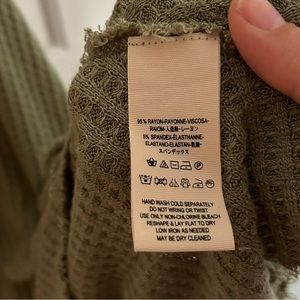 95% RAYON-RAYONNE-VISCOSA-
RAIOM-人造絲-レーヨン
5% SPANDEX-ÉLASTHANNE-
ELASTANO-ELASTAN-氨綸
スパンデックス
HAND WASH COLD SEPARATELY
DO NOT WRING OR TWIST
USE ONLY NON-CHLORINE-BLEACH
RESHAPE & LAY FLAT TO DRY
LOW IRON AS NEEDED
MAY BE DRY CLEANED